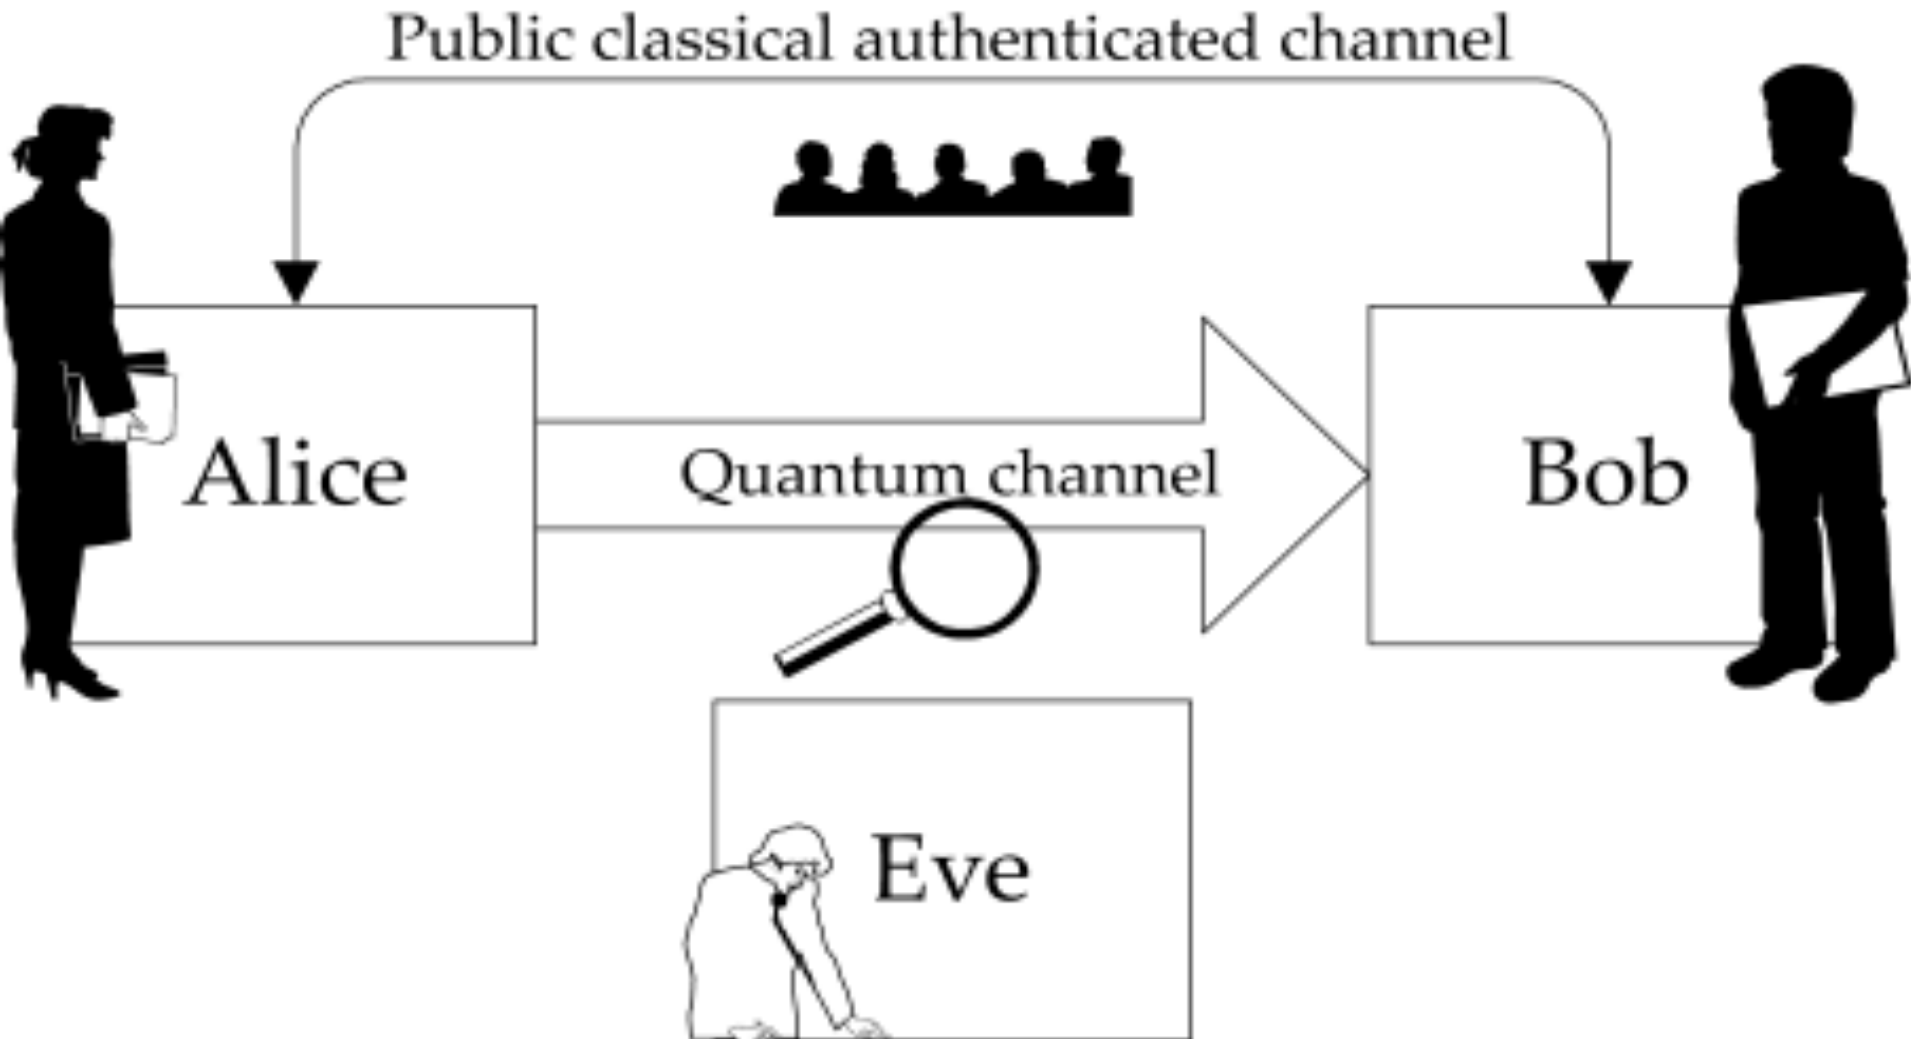 Public classical authenticated channel
Alice
Quantum channel
Bob
Eve